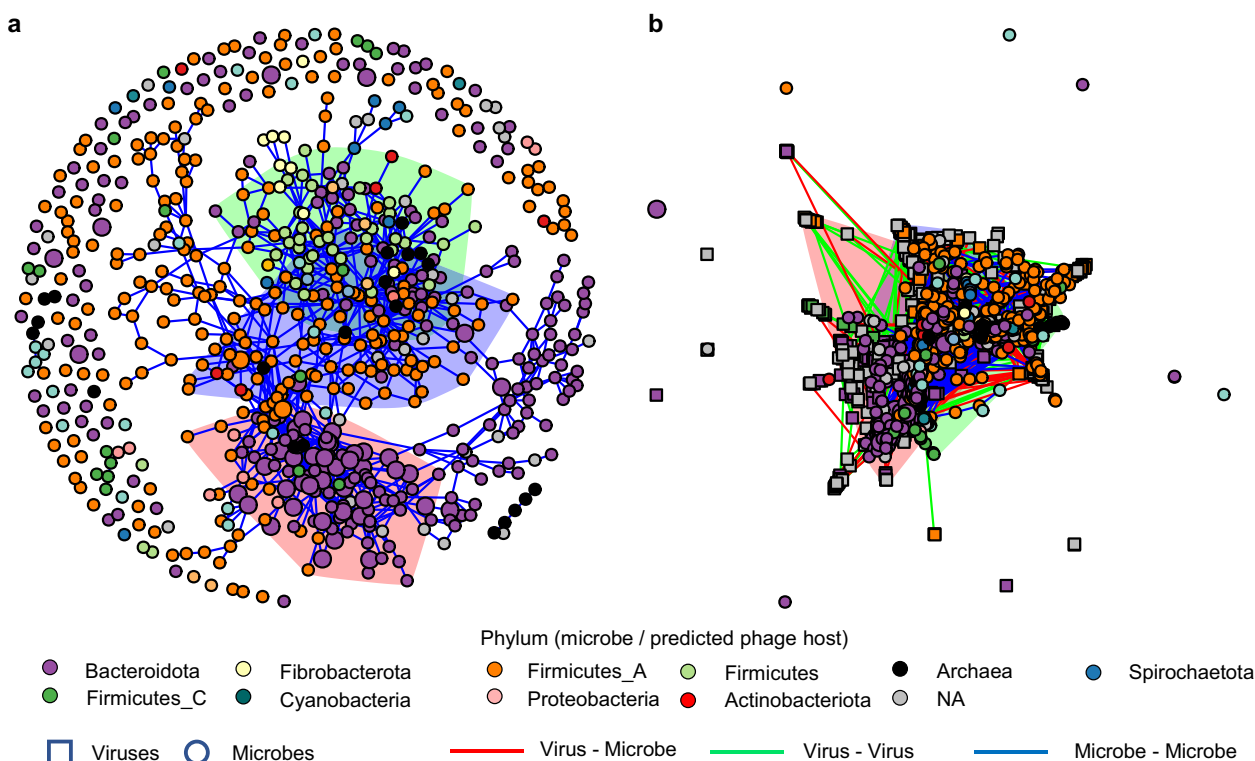 a b
Phylum (microbe / predicted phage host)
Bacteroidota Fibrobacterota Firmicutes_A Firmicutes Archaea Spirochaetota
Firmicutes_C Cyanobacteria Proteobacteria Actinobacteriota NA
Viruses Microbes Virus - Microbe Virus - Virus Microbe - Microbe